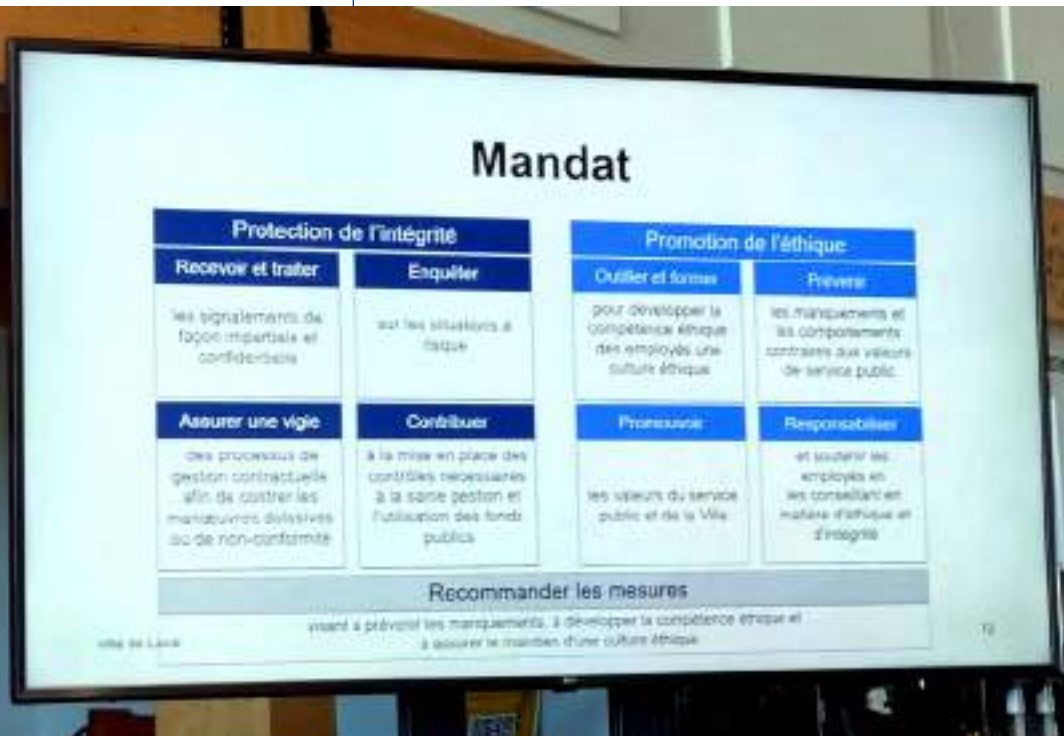 Mandat
Protection de l'intégrité
Recevoir et traiter
les signalements de
façon impartiale et
confidentielle
Enquêter
sur les situations à
risque
Assurer une vigie
des processus de
gestion contractuelle
afin de contrer les
manœuvres dolosives
ou de non-conformité
Contribuer
à la mise en place des
contrôles nécessaires
à la saine gestion et
l'utilisation des fonds
publics
Promotion de l'éthique
Outiller et former
pour développer la
compétence éthique
des employés une
culture éthique
Prévenir
les manquements et
les comportements
contraires aux valeurs
de service public
Promouvoir
les valeurs du service
public et de la Ville
Responsabiliser
et soutenir les
employés en
les conseillant en
matière d'éthique et
d'intégrité
Recommander les mesures
visant à prévenir les manquements, à développer la compétence éthique et
à assurer le maintien d'une culture éthique
Ville de Laval
12